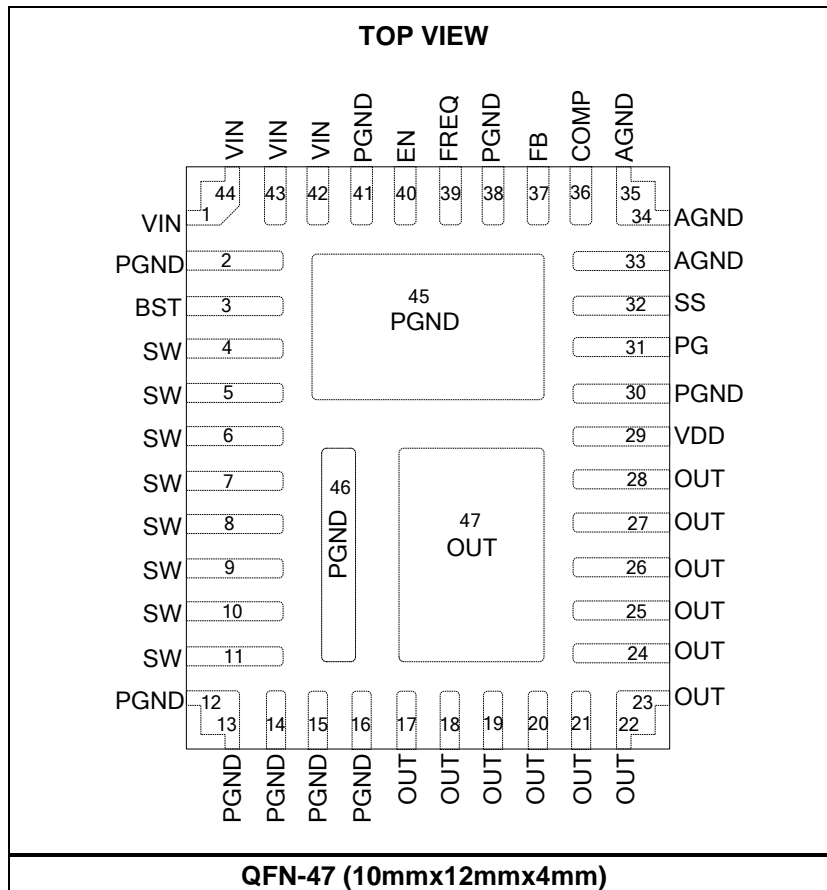 TOP VIEW
VIN VIN VIN PGND EN FREQ PGND FB COMP AGND
44 43 42 41 40 39 38 37 36 35
VIN 1 34 AGND
PGND 2 33 AGND
BST 3 32 SS
SW 4 31 PG
SW 5 30 PGND
SW 6 29 VDD
SW 7 28 OUT
SW 8 27 OUT
SW 9 26 OUT
SW 10 25 OUT
SW 11 24 OUT
PGND 12 23 OUT
45
PGND
46
PGND
47
OUT
13 14 15 16 17 18 19 20 21 22
PGND PGND PGND PGND OUT OUT OUT OUT OUT OUT
QFN-47 (10mmx12mmx4mm)